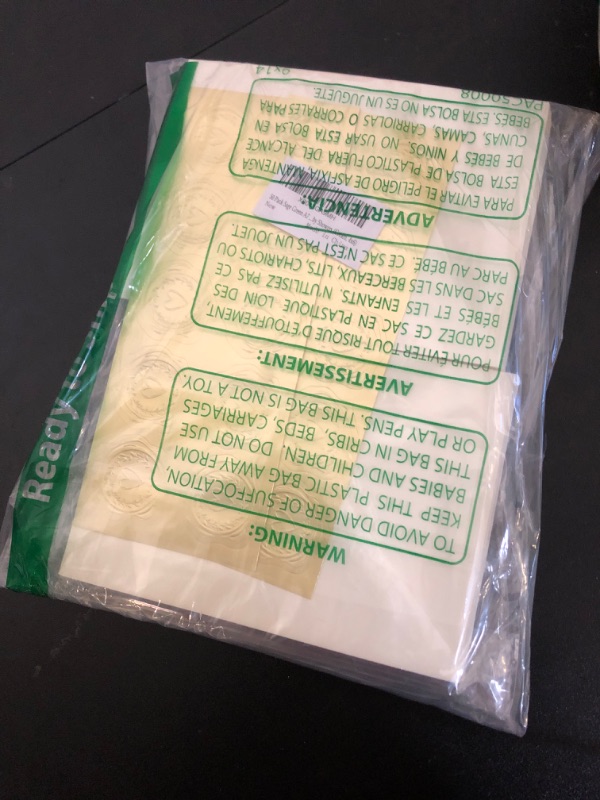 WARNING:
TO AVOID DANGER OF SUFFOCATION,
KEEP THIS PLASTIC BAG AWAY FROM
BABIES AND CHILDREN. DO NOT USE
THIS BAG IN CRIBS, BEDS, CARRIAGES
OR PLAY PENS. THIS BAG IS NOT A TOY.
AVERTISSEMENT:
POUR ÉVITER TOUT RISQUE D'ÉTOUFFEMENT,
GARDEZ CE SAC EN PLASTIQUE LOIN DES
BÉBÉS ET LES ENFANTS. N'UTILISEZ PAS CE
SAC DANS LES BERCEAUX, LITS, CHARIOTS OU
PARC AU BÉBÉ. CE SAC N'EST PAS UN JOUET.
ADVERTENCIA:
PARA EVITAR EL PELIGRO DE ASFIXIA, MANTENGA
ESTA BOLSA DE PLASTICO FUERA DEL ALCANCE
DE BEBES Y NINOS. NO USAR ESTA BOLSA EN
CUNAS, CAMAS, CARRIOLAS O CORRALES PARA
BEBES. ESTA BOLSA NO ES UN JUGUETE.
PAC50008
9x14
Ready
New